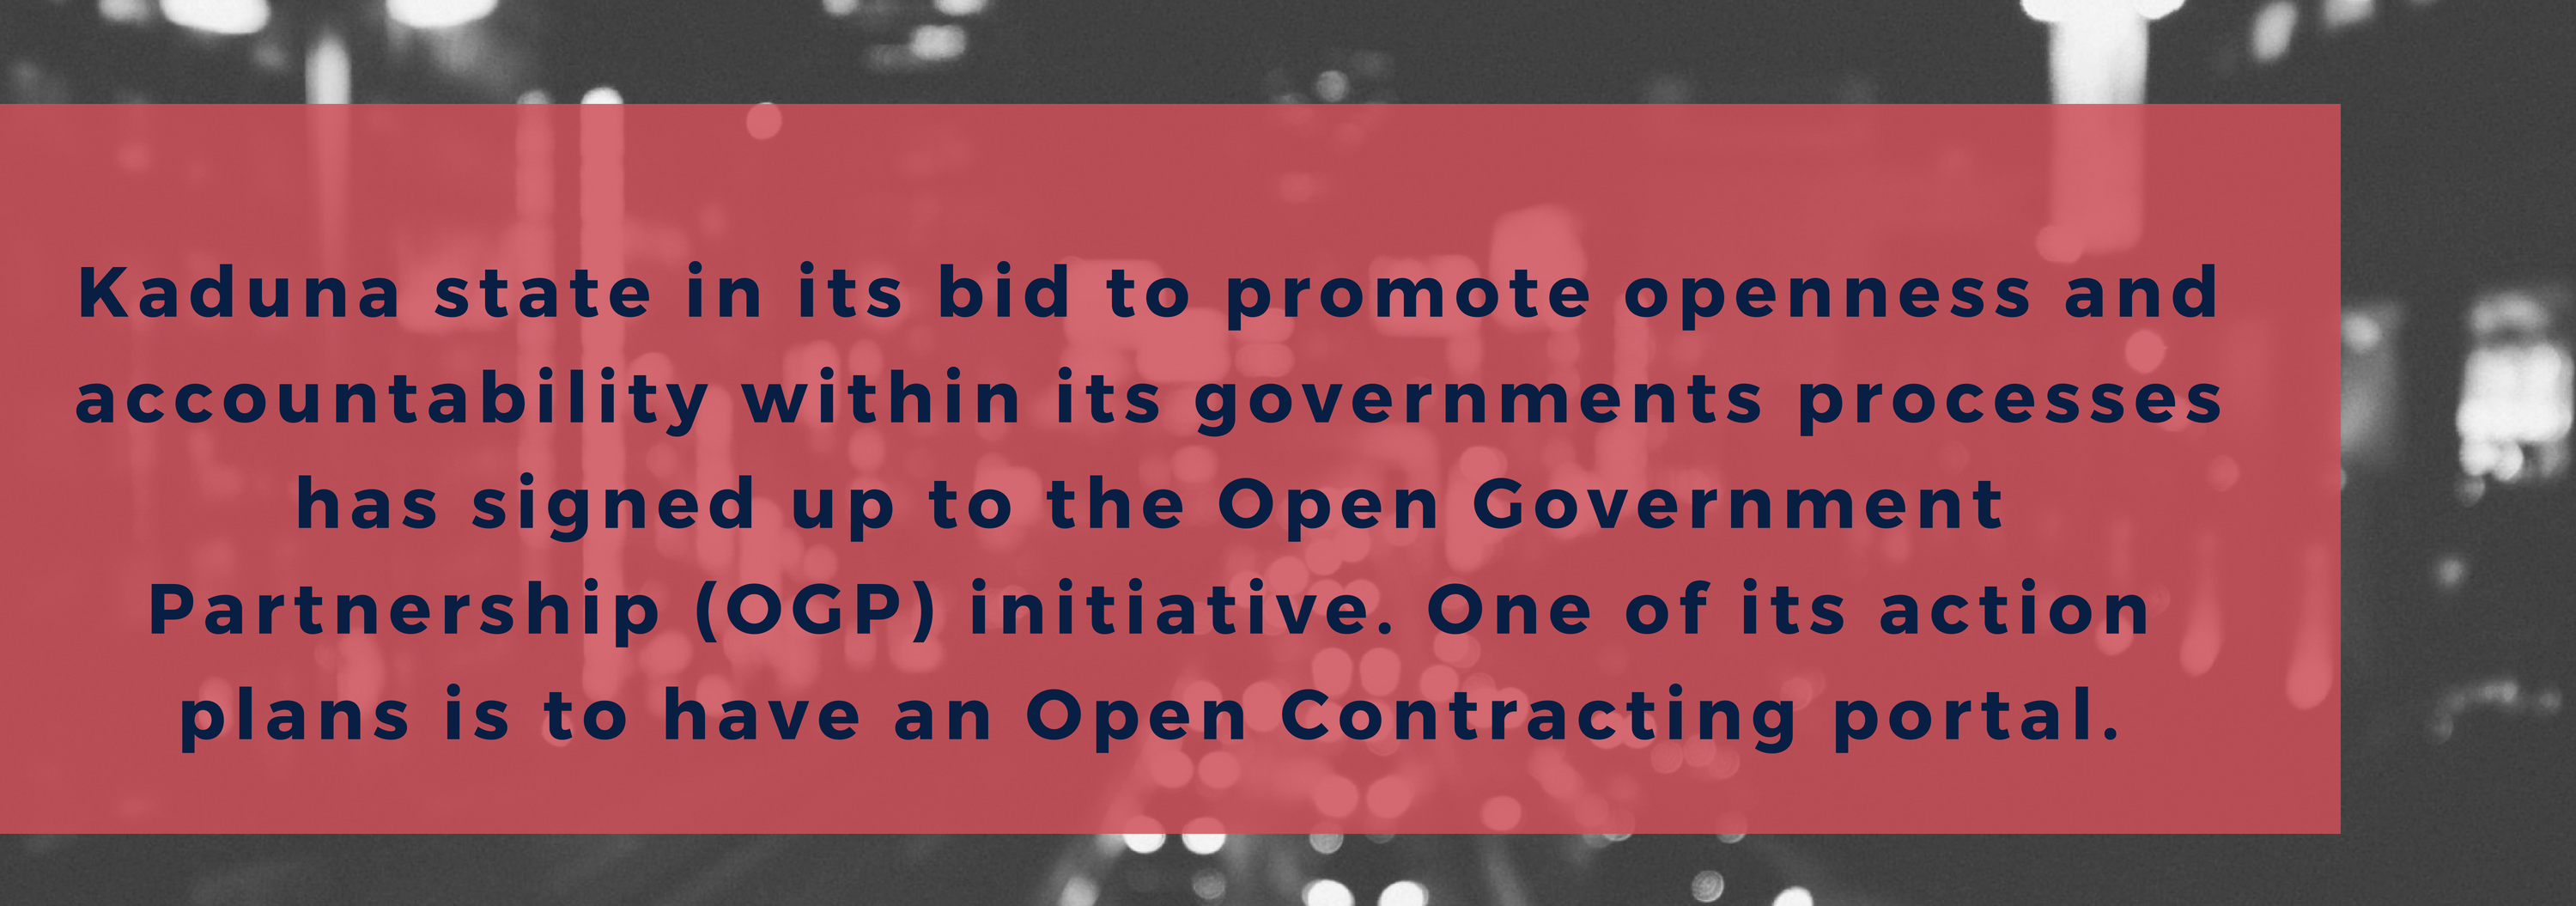 Kaduna state in its bid to promote openness and
accountability within its governments processes
has signed up to the Open Government
Partnership (OGP) initiative. One of its action
plans is to have an Open Contracting portal.